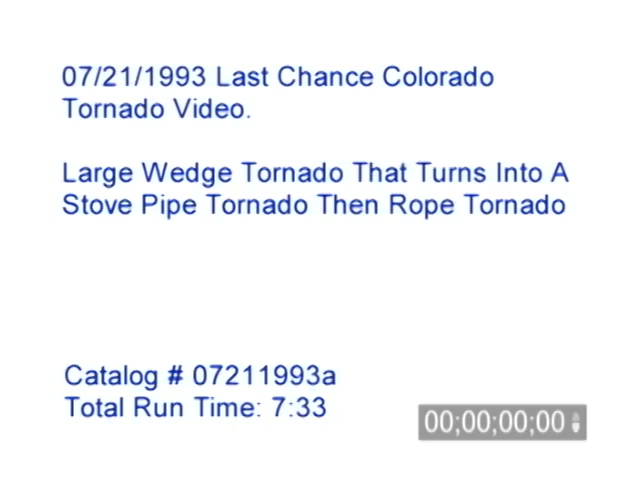 07/21/1993 Last Chance Colorado
Tornado Video.
Large Wedge Tornado That Turns Into A
Stove Pipe Tornado Then Rope Tornado
Catalog # 07211993a
Total Run Time: 7:33
00;00;00;00